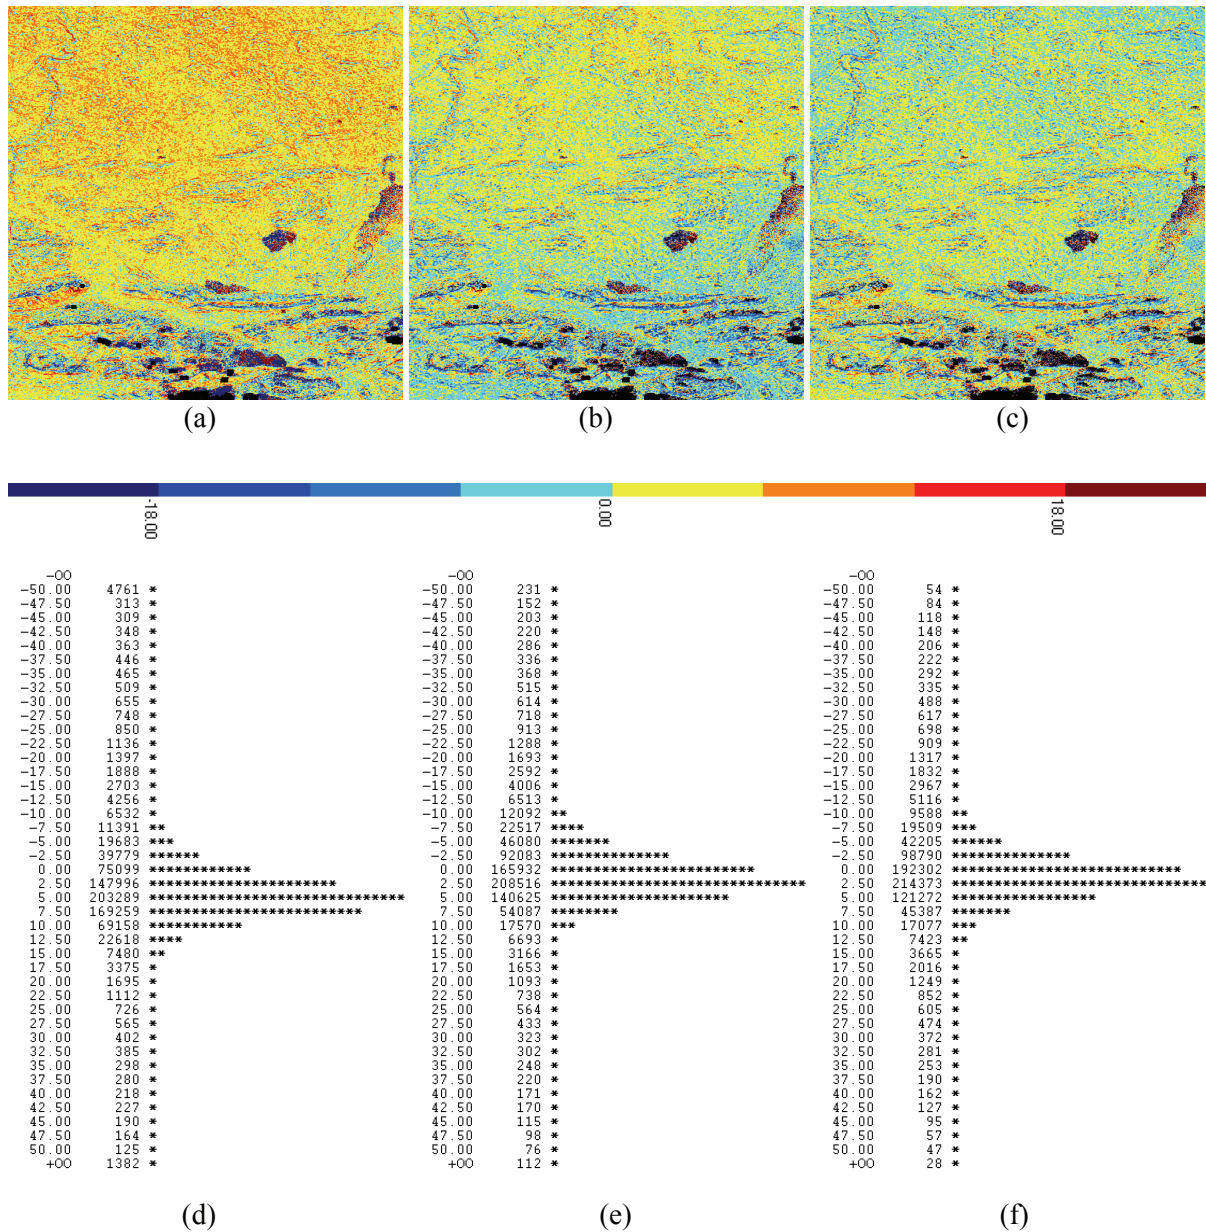 (a) (b) (c)
-18.00 0.00 18.00
-OO -OO -OO
-50.00 4761 * -50.00 231 * -50.00 54 *
-47.50 313 * -47.50 152 * -47.50 84 *
-45.00 309 * -45.00 203 * -45.00 118 *
-42.50 348 * -42.50 220 * -42.50 148 *
-40.00 363 * -40.00 286 * -40.00 206 *
-37.50 446 * -37.50 336 * -37.50 222 *
-35.00 465 * -35.00 368 * -35.00 292 *
-32.50 509 * -32.50 515 * -32.50 335 *
-30.00 655 * -30.00 614 * -30.00 488 *
-27.50 748 * -27.50 718 * -27.50 617 *
-25.00 850 * -25.00 913 * -25.00 698 *
-22.50 1136 * -22.50 1288 * -22.50 909 *
-20.00 1397 * -20.00 1693 * -20.00 1317 *
-17.50 1888 * -17.50 2592 * -17.50 1832 *
-15.00 2703 * -15.00 4006 * -15.00 2967 *
-12.50 4256 * -12.50 6513 * -12.50 5116 *
-10.00 6532 * -10.00 12092 ** -10.00 9588 **
-7.50 11391 ** -7.50 22517 **** -7.50 19509 ***
-5.00 19683 *** -5.00 46080 ******* -5.00 42205 ******
-2.50 39779 ****** -2.50 92083 ************** -2.50 98790 **************
0.00 75099 ************ 0.00 165932 ************************ 0.00 192302 ***************************
2.50 147996 ********************** 2.50 208516 ****************************** 2.50 214373 ******************************
5.00 203289 ****************************** 5.00 140625 ********************* 5.00 121272 *****************
7.50 169259 ************************* 7.50 54087 ******** 7.50 45387 *******
10.00 69158 *********** 10.00 17570 *** 10.00 17077 ***
12.50 22618 **** 12.50 6693 * 12.50 7423 **
15.00 7480 ** 15.00 3166 * 15.00 3665 *
17.50 3375 * 17.50 1653 * 17.50 2016 *
20.00 1695 * 20.00 1093 * 20.00 1249 *
22.50 1112 * 22.50 738 * 22.50 852 *
25.00 726 * 25.00 564 * 25.00 605 *
27.50 565 * 27.50 433 * 27.50 474 *
30.00 402 * 30.00 323 * 30.00 372 *
32.50 385 * 32.50 302 * 32.50 281 *
35.00 298 * 35.00 248 * 35.00 253 *
37.50 280 * 37.50 220 * 37.50 190 *
40.00 218 * 40.00 171 * 40.00 162 *
42.50 227 * 42.50 170 * 42.50 127 *
45.00 190 * 45.00 115 * 45.00 95 *
47.50 164 * 47.50 98 * 47.50 57 *
50.00 125 * 50.00 76 * 50.00 47 *
+OO 1382 * +OO 112 * +OO 28 *
(d) (e) (f)